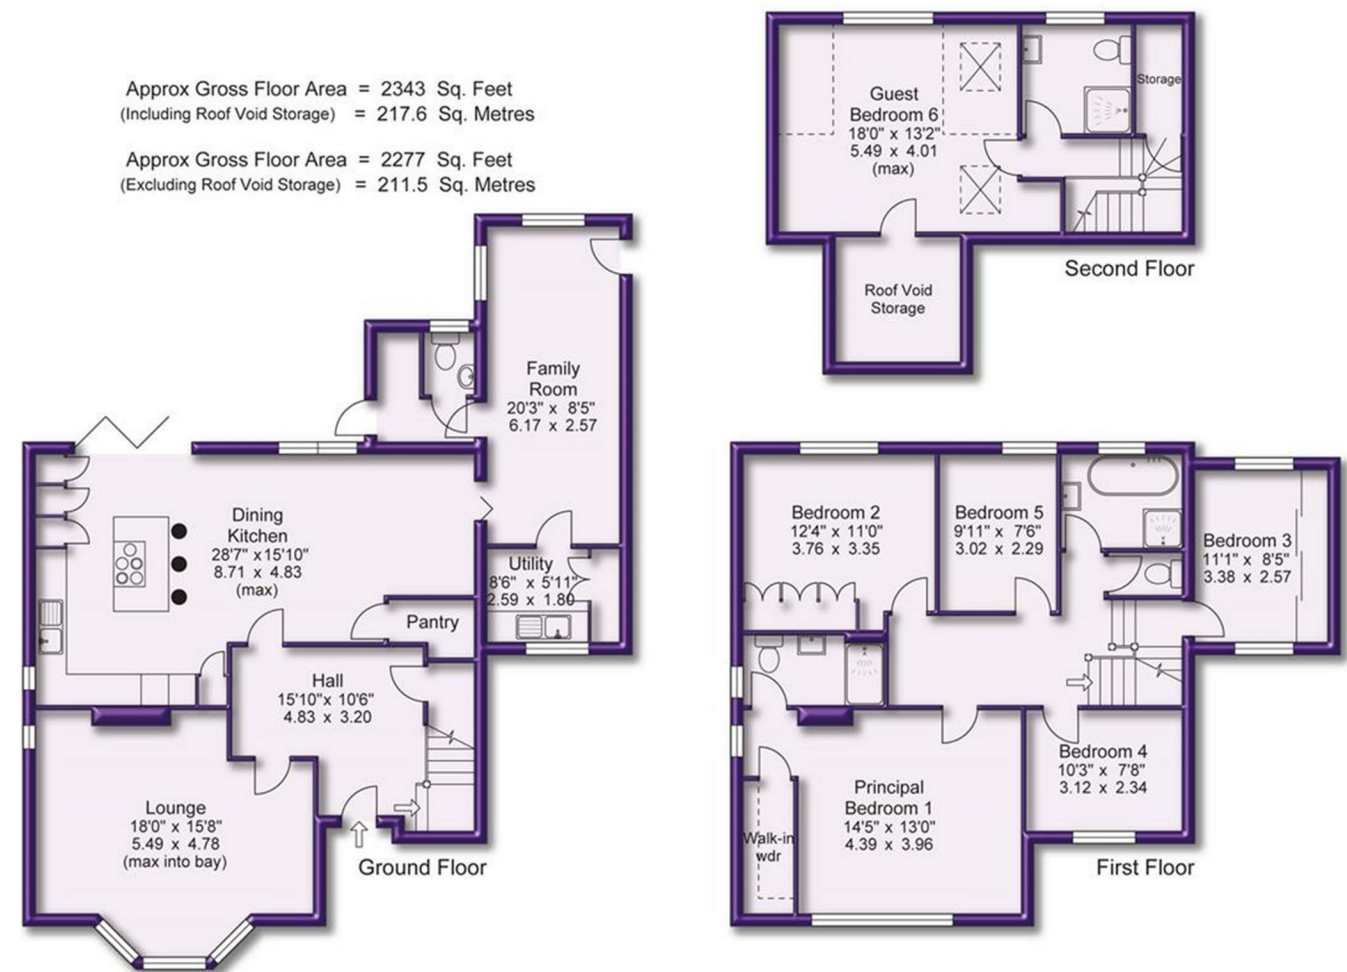 Approx Gross Floor Area = 2343 Sq. Feet
(Including Roof Void Storage) = 217.6 Sq. Metres
Approx Gross Floor Area = 2277 Sq. Feet
(Excluding Roof Void Storage) = 211.5 Sq. Metres
Guest
Bedroom 6
18'0" x 13'2"
5.49 x 4.01
(max)
Storage
Roof Void
Storage
Second Floor
Family
Room
20'3" x 8'5"
6.17 x 2.57
Dining
Kitchen
28'7" x 15'10"
8.71 x 4.83
(max)
Utility
8'6" x 5'11"
2.59 x 1.80
Pantry
Hall
15'10" x 10'6"
4.83 x 3.20
Lounge
18'0" x 15'8"
5.49 x 4.78
(max into bay)
Ground Floor
Bedroom 2
12'4" x 11'0"
3.76 x 3.35
Bedroom 5
9'11" x 7'6"
3.02 x 2.29
Bedroom 3
11'1" x 8'5"
3.38 x 2.57
Bedroom 4
10'3" x 7'8"
3.12 x 2.34
Principal
Bedroom 1
14'5" x 13'0"
4.39 x 3.96
Walk-in
wdr
First Floor